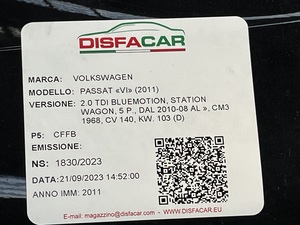 DISFACAR
MARCA: VOLKSWAGEN
MODELLO: PASSAT «VI» (2011)
VERSIONE: 2.0 TDI BLUEMOTION, STATION
WAGON, 5 P., DAL 2010-08 AL », CM3
1968, CV 140, KW. 103 (D)
P5: CFFB
EMISSIONE:
NS: 1830/2023
DATA: 21/09/2023 14:52:00
ANNO IMM: 2011
E-mail: magazzino@disfacar.com - www.DISFACAR.EU